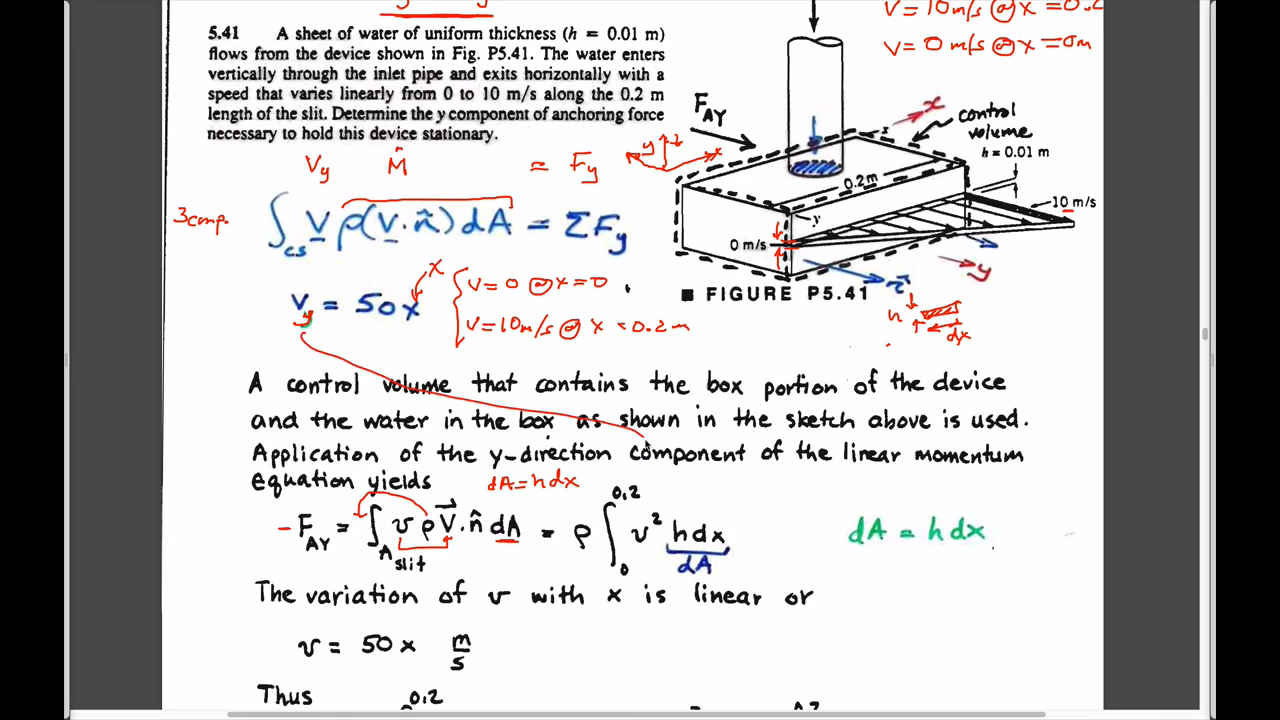 V = 10 m/s @ x = 0.2
V = 0 m/s @ x = 0m
5.41 A sheet of water of uniform thickness (h = 0.01 m)
flows from the device shown in Fig. P5.41. The water enters
vertically through the inlet pipe and exits horizontally with a
speed that varies linearly from 0 to 10 m/s along the 0.2 m
length of the slit. Determine the y component of anchoring force
necessary to hold this device stationary.
F_AY
x
control
volume
h = 0.01 m
0.2m
10 m/s
y
0 m/s
y
FIGURE P5.41
h
dx
y z x
V_y Ṁ = F_y
3 comp.
∫_cs V ρ(V·n̂) dA = ΣF_y
x
V_y = 50x
V = 0 @ x = 0
V = 10 m/s @ x = 0.2 m
A control volume that contains the box portion of the device
and the water in the box as shown in the sketch above is used.
Application of the y-direction component of the linear momentum
equation yields
dA = h dx
- F_AY = ∫_A slit v ρ V⃗ · n̂ dA = ρ ∫_0^0.2 v² h dx
dA
dA = h dx
The variation of v with x is linear or
v = 50 x m/s
Thus
0.2